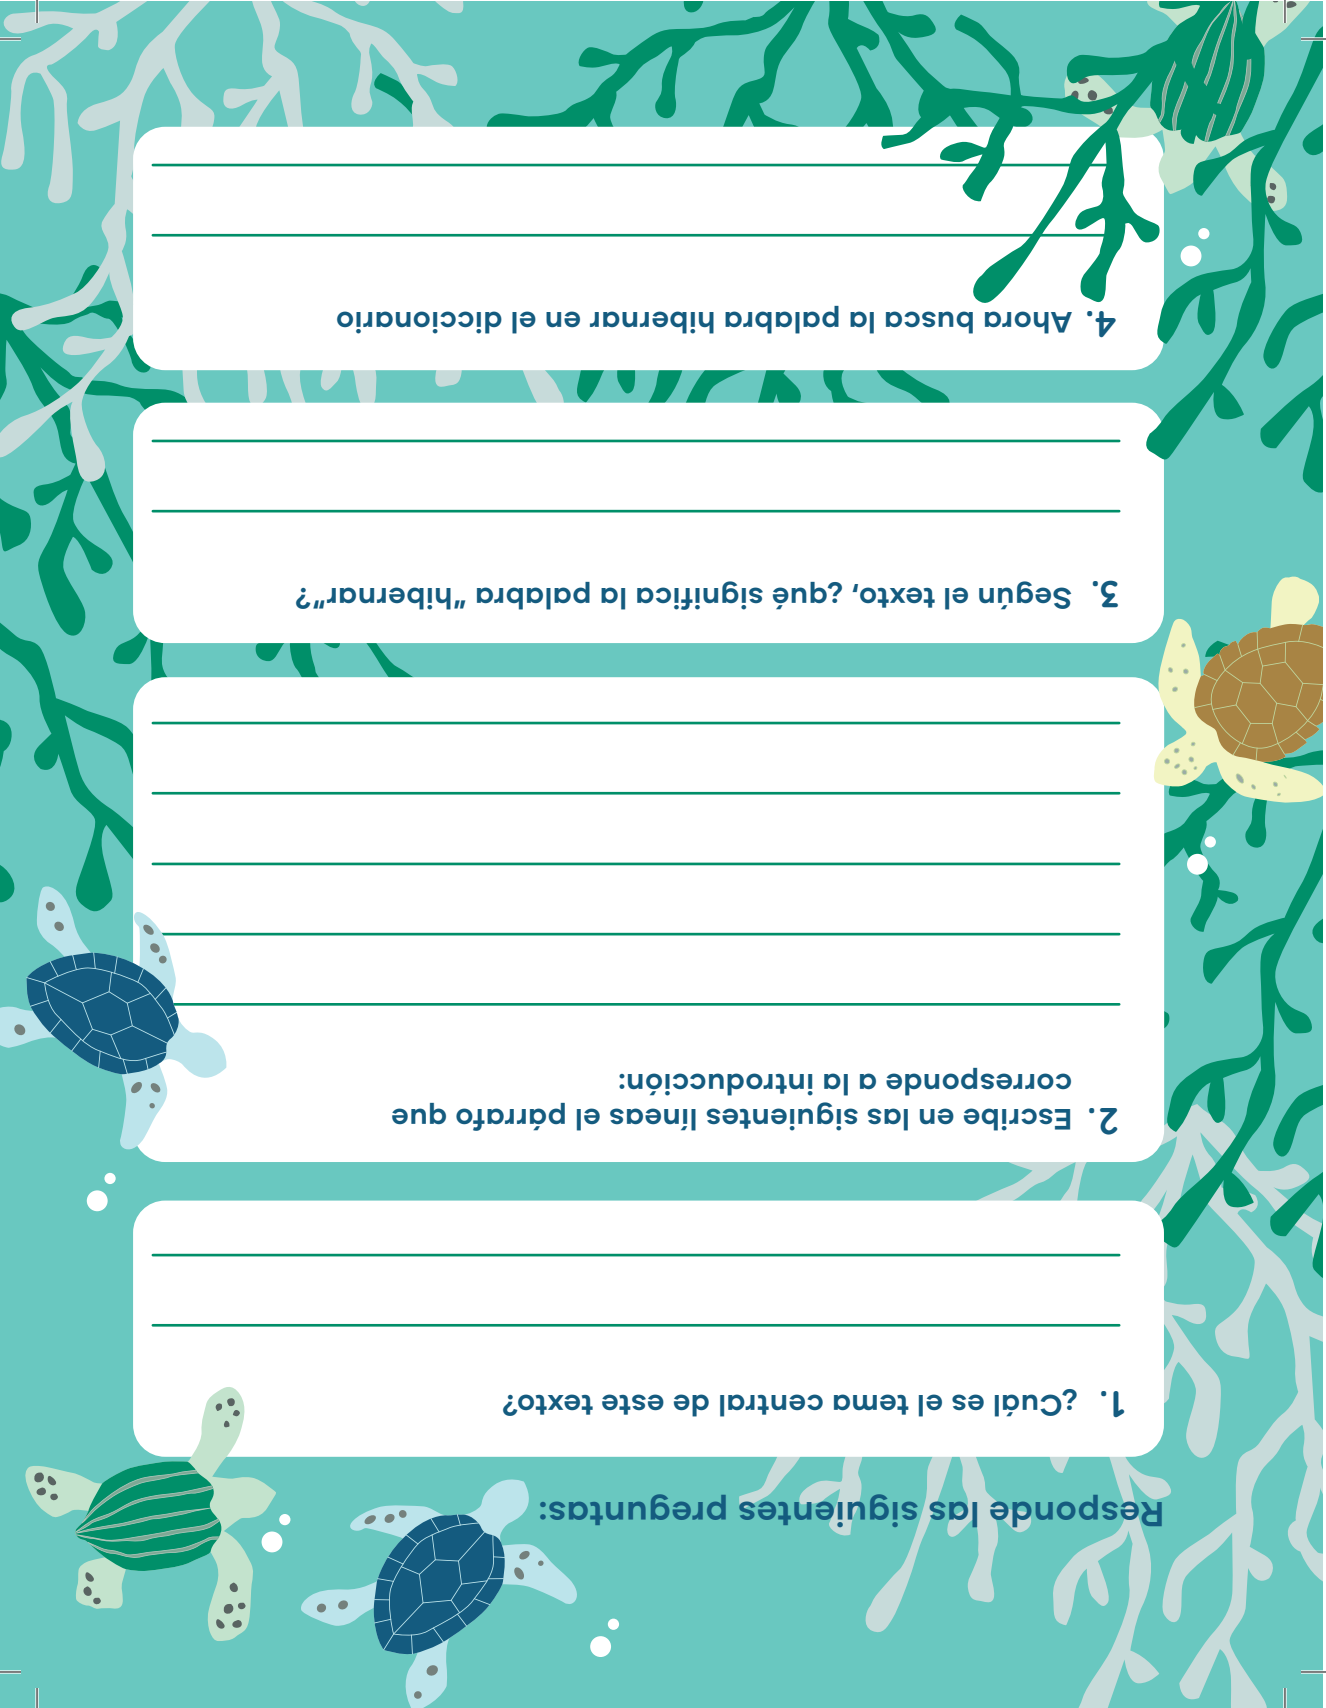 Responde las siguientes preguntas:
1. ¿Cuál es el tema central de este texto?
2. Escribe en las siguientes líneas el párrafo que
corresponde a la introducción:
3. Según el texto, ¿qué significa la palabra "hibernar"?
4. Ahora busca la palabra hibernar en el diccionario